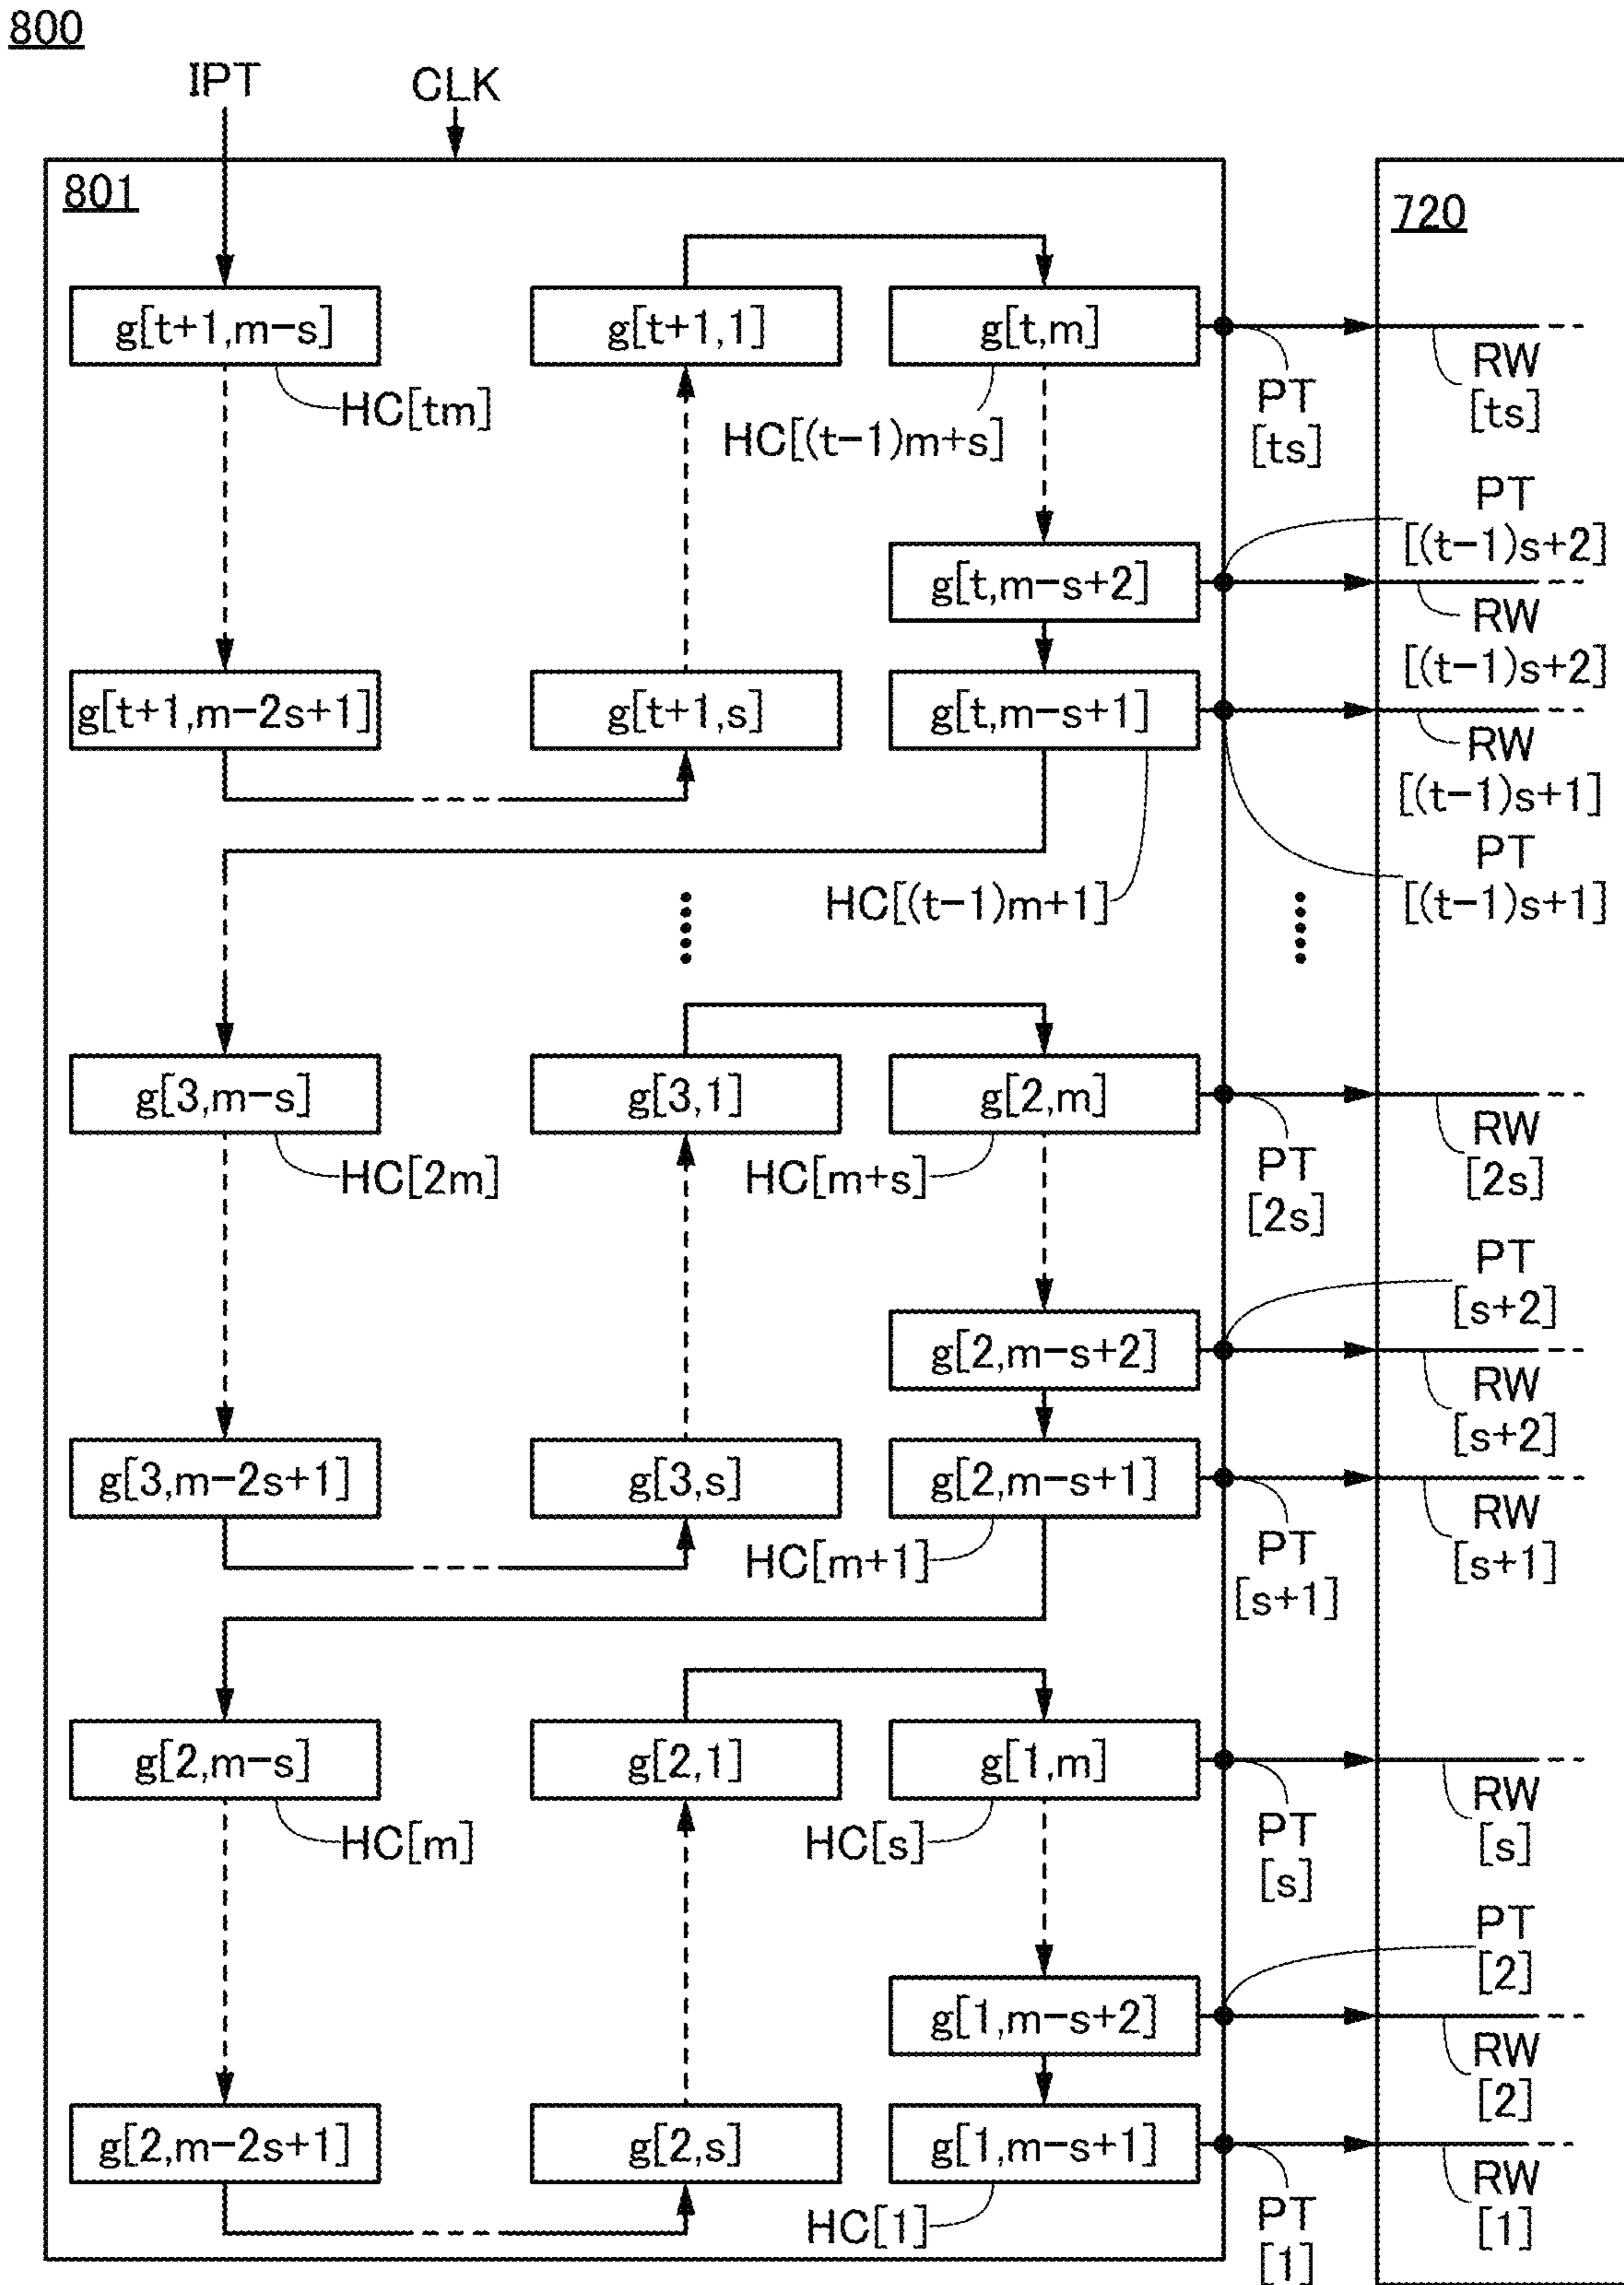 800
IPT
CLK
801
720
g[t+1,m-s]
g[t+1,1]
g[t,m]
HC[tm]
HC[(t-1)m+s]
PT
[ts]
RW
[ts]
PT
[(t-1)s+2]
g[t,m-s+2]
RW
[(t-1)s+2]
g[t+1,m-2s+1]
g[t+1,s]
g[t,m-s+1]
RW
[(t-1)s+1]
PT
[(t-1)s+1]
HC[(t-1)m+1]
g[3,m-s]
g[3,1]
g[2,m]
HC[2m]
HC[m+s]
PT
[2s]
RW
[2s]
PT
[s+2]
g[2,m-s+2]
RW
[s+2]
g[3,m-2s+1]
g[3,s]
g[2,m-s+1]
HC[m+1]
PT
[s+1]
RW
[s+1]
g[2,m-s]
g[2,1]
g[1,m]
HC[m]
HC[s]
PT
[s]
RW
[s]
PT
[2]
g[1,m-s+2]
RW
[2]
g[2,m-2s+1]
g[2,s]
g[1,m-s+1]
HC[1]
PT
[1]
RW
[1]